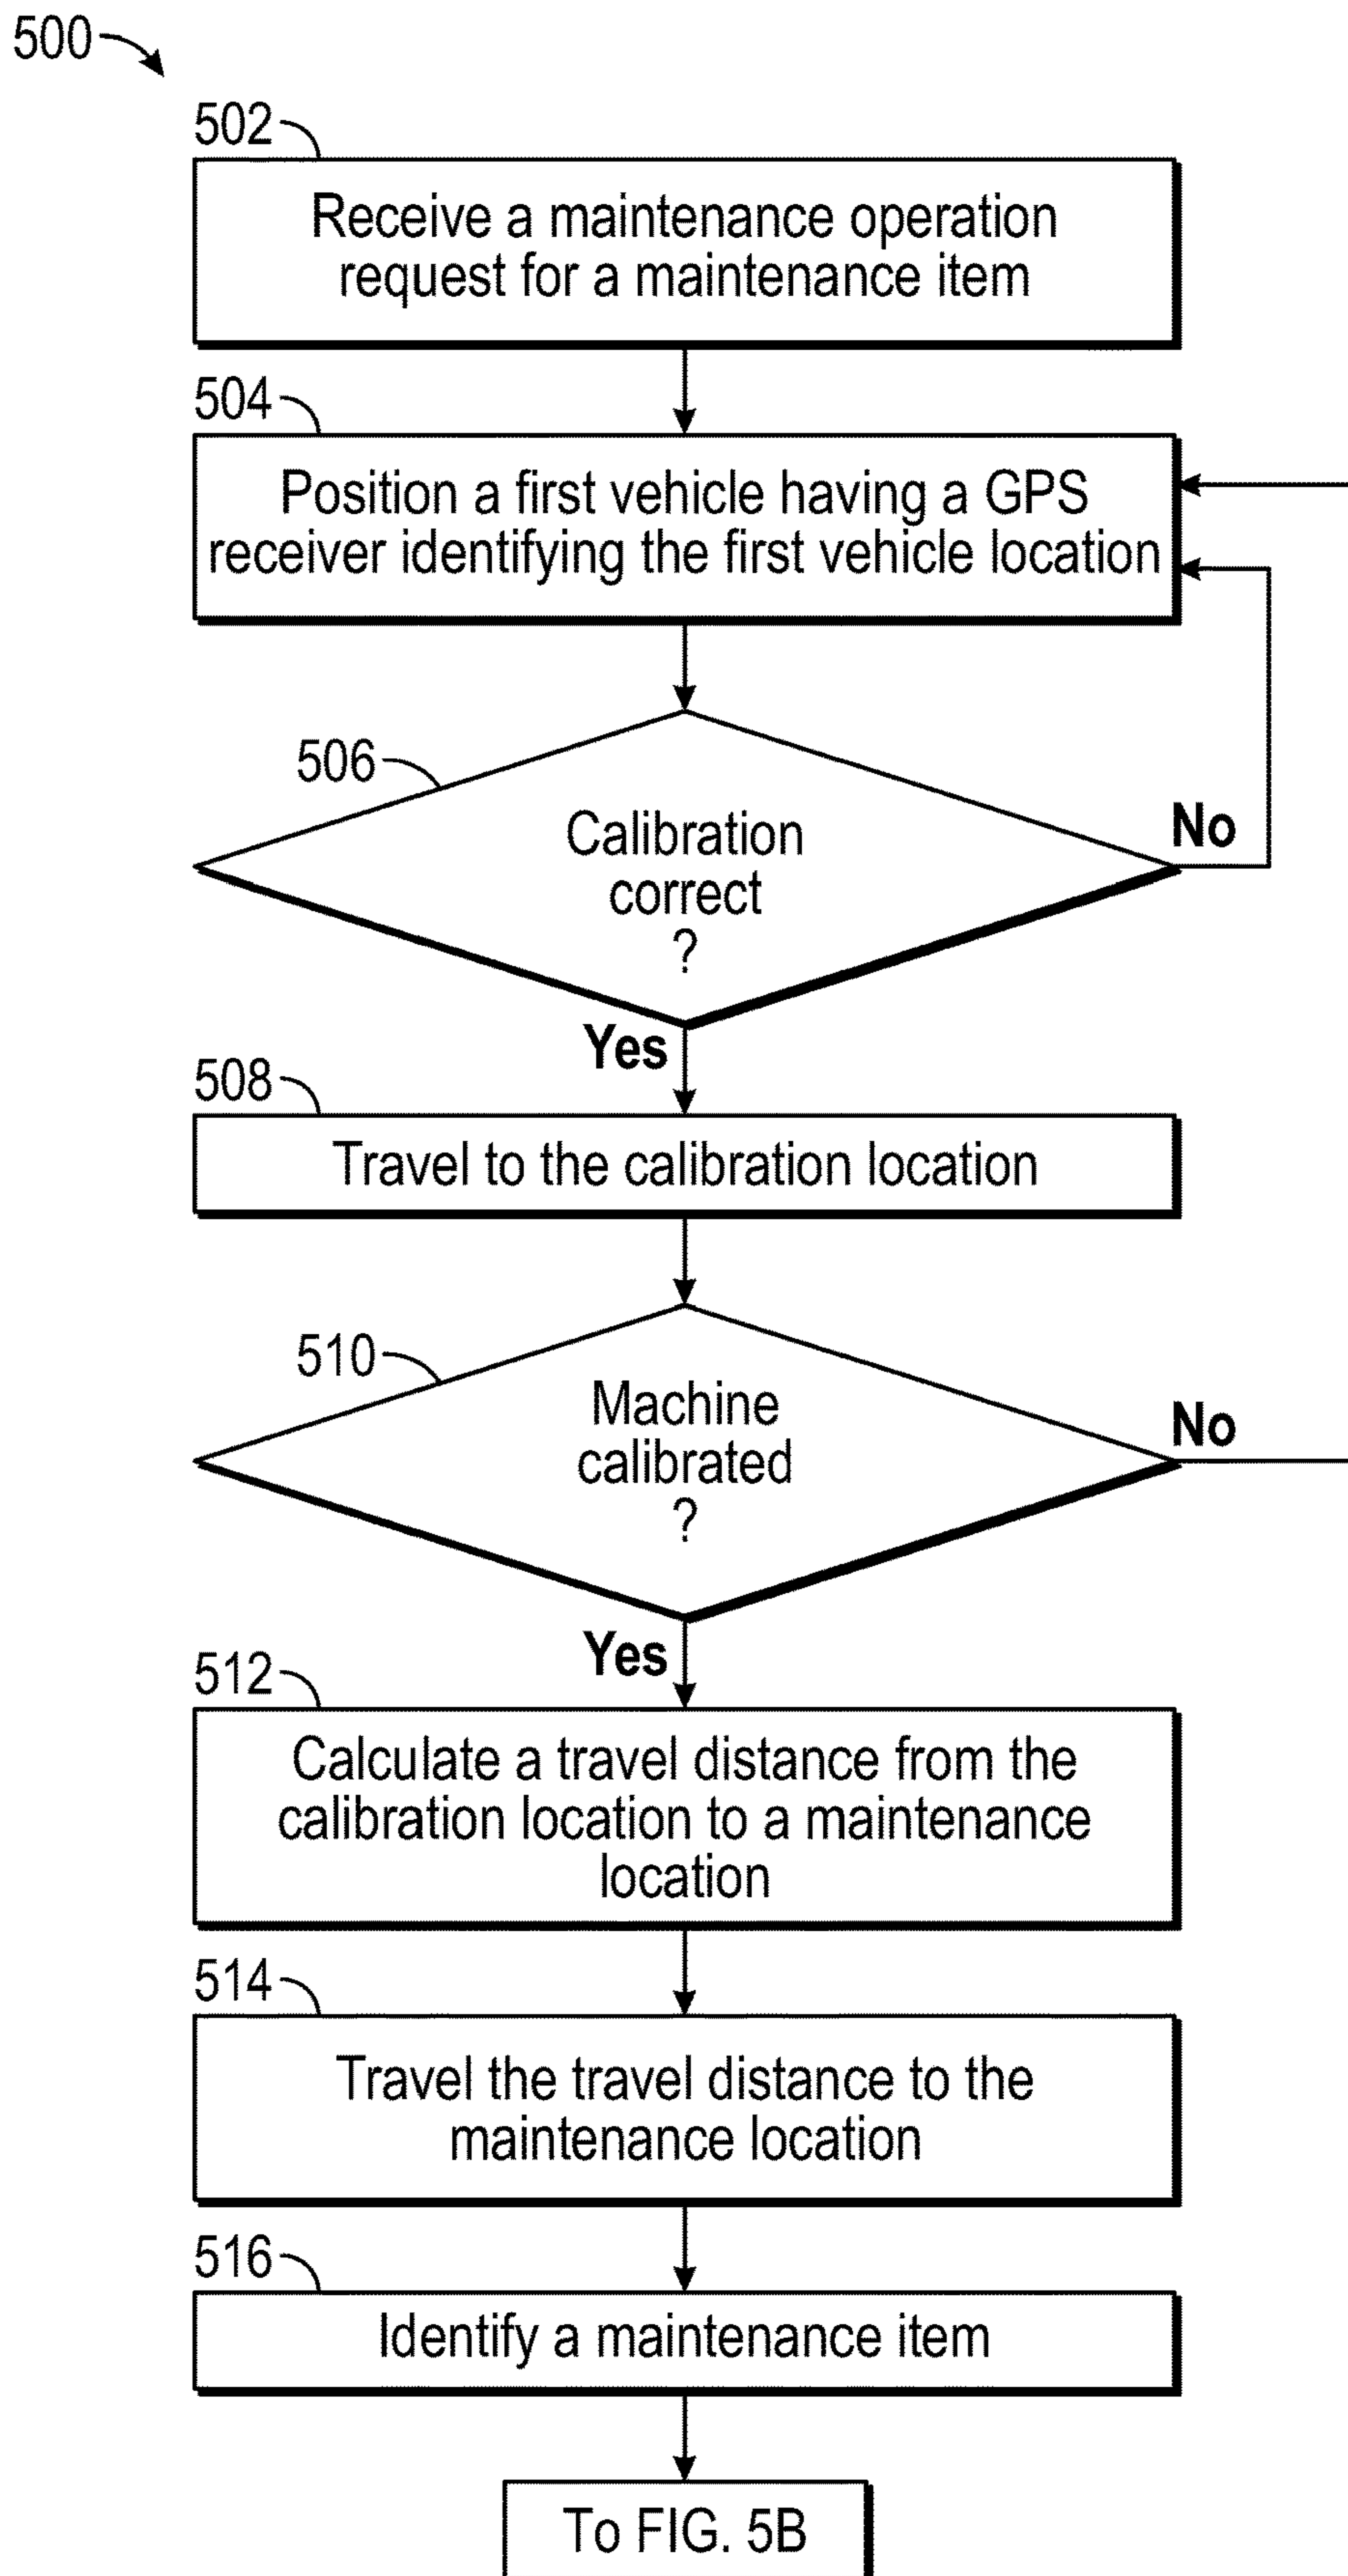 500
502
Receive a maintenance operation
request for a maintenance item
504
Position a first vehicle having a GPS
receiver identifying the first vehicle location
506
Calibration
correct
?
No
Yes
508
Travel to the calibration location
510
Machine
calibrated
?
No
Yes
512
Calculate a travel distance from the
calibration location to a maintenance
location
514
Travel the travel distance to the
maintenance location
516
Identify a maintenance item
To FIG. 5B